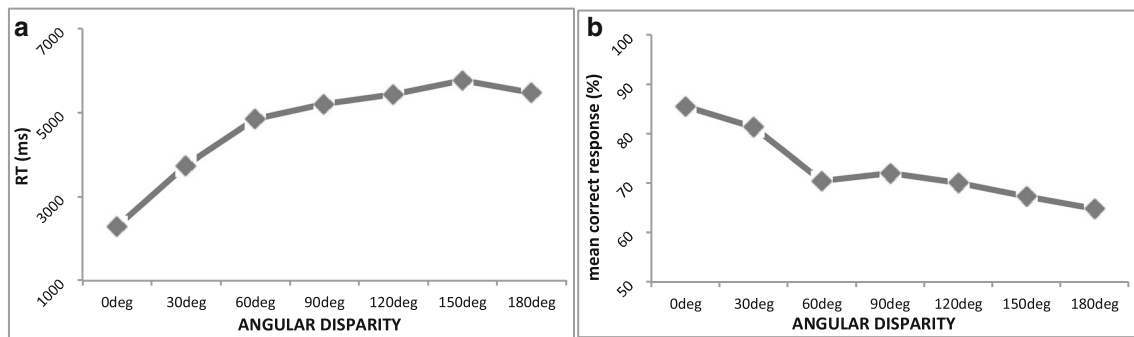 a
7000
5000
3000
1000
RT (ms)
0deg 30deg 60deg 90deg 120deg 150deg 180deg
ANGULAR DISPARITY
b
100
90
80
70
60
50
mean correct response (%)
0deg 30deg 60deg 90deg 120deg 150deg 180deg
ANGULAR DISPARITY